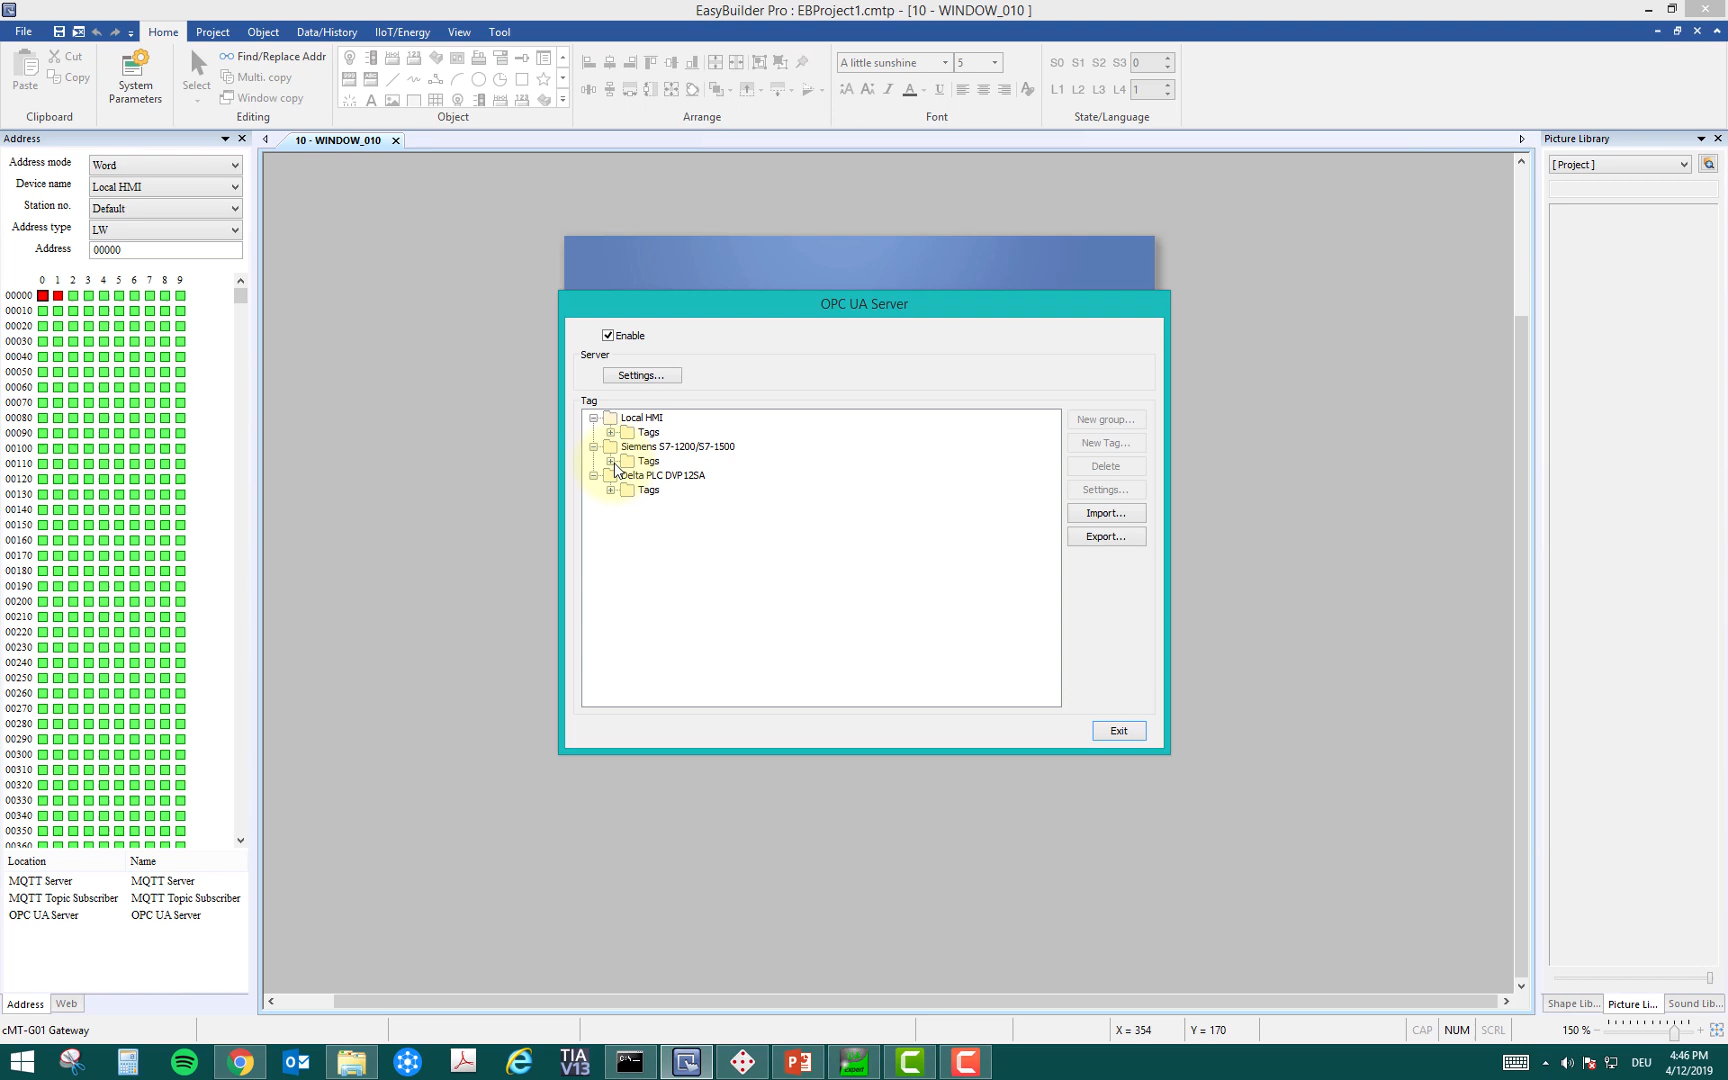 EasyBuilder Pro : EBProject1.cmtp - [10 - WINDOW_010 ]
File Home Project Object Data/History IIoT/Energy View Tool
Paste
Cut
Copy
Clipboard
System Parameters
Select
Find/Replace Addr
Multi. copy
Window copy
Editing
Object
Arrange
A little sunshine 5
Font
S0 S1 S2 S3 0
L1 L2 L3 L4 1
State/Language
Address
10 - WINDOW_010
Picture Library
Address mode Word
Device name Local HMI
Station no. Default
Address type LW
Address 00000
[ Project ]
0 1 2 3 4 5 6 7 8 9
00000
00010
00020
00030
00040
00050
00060
00070
00080
00090
00100
00110
00120
00130
00140
00150
00160
00170
00180
00190
00200
00210
00220
00230
00240
00250
00260
00270
00280
00290
00300
00310
00320
00330
00340
00350
00360
OPC UA Server
Enable
Server
Settings...
Tag
Local HMI
Tags
Siemens S7-1200/S7-1500
Tags
Delta PLC DVP12SA
Tags
New group...
New Tag...
Delete
Settings...
Import...
Export...
Exit
Location Name
MQTT Server MQTT Server
MQTT Topic Subscriber MQTT Topic Subscriber
OPC UA Server OPC UA Server
Address Web
Shape Lib... Picture Li... Sound Lib...
cMT-G01 Gateway
X = 354 Y = 170
CAP NUM SCRL 150 %
TIA V13
DEU
4:46 PM
4/12/2019